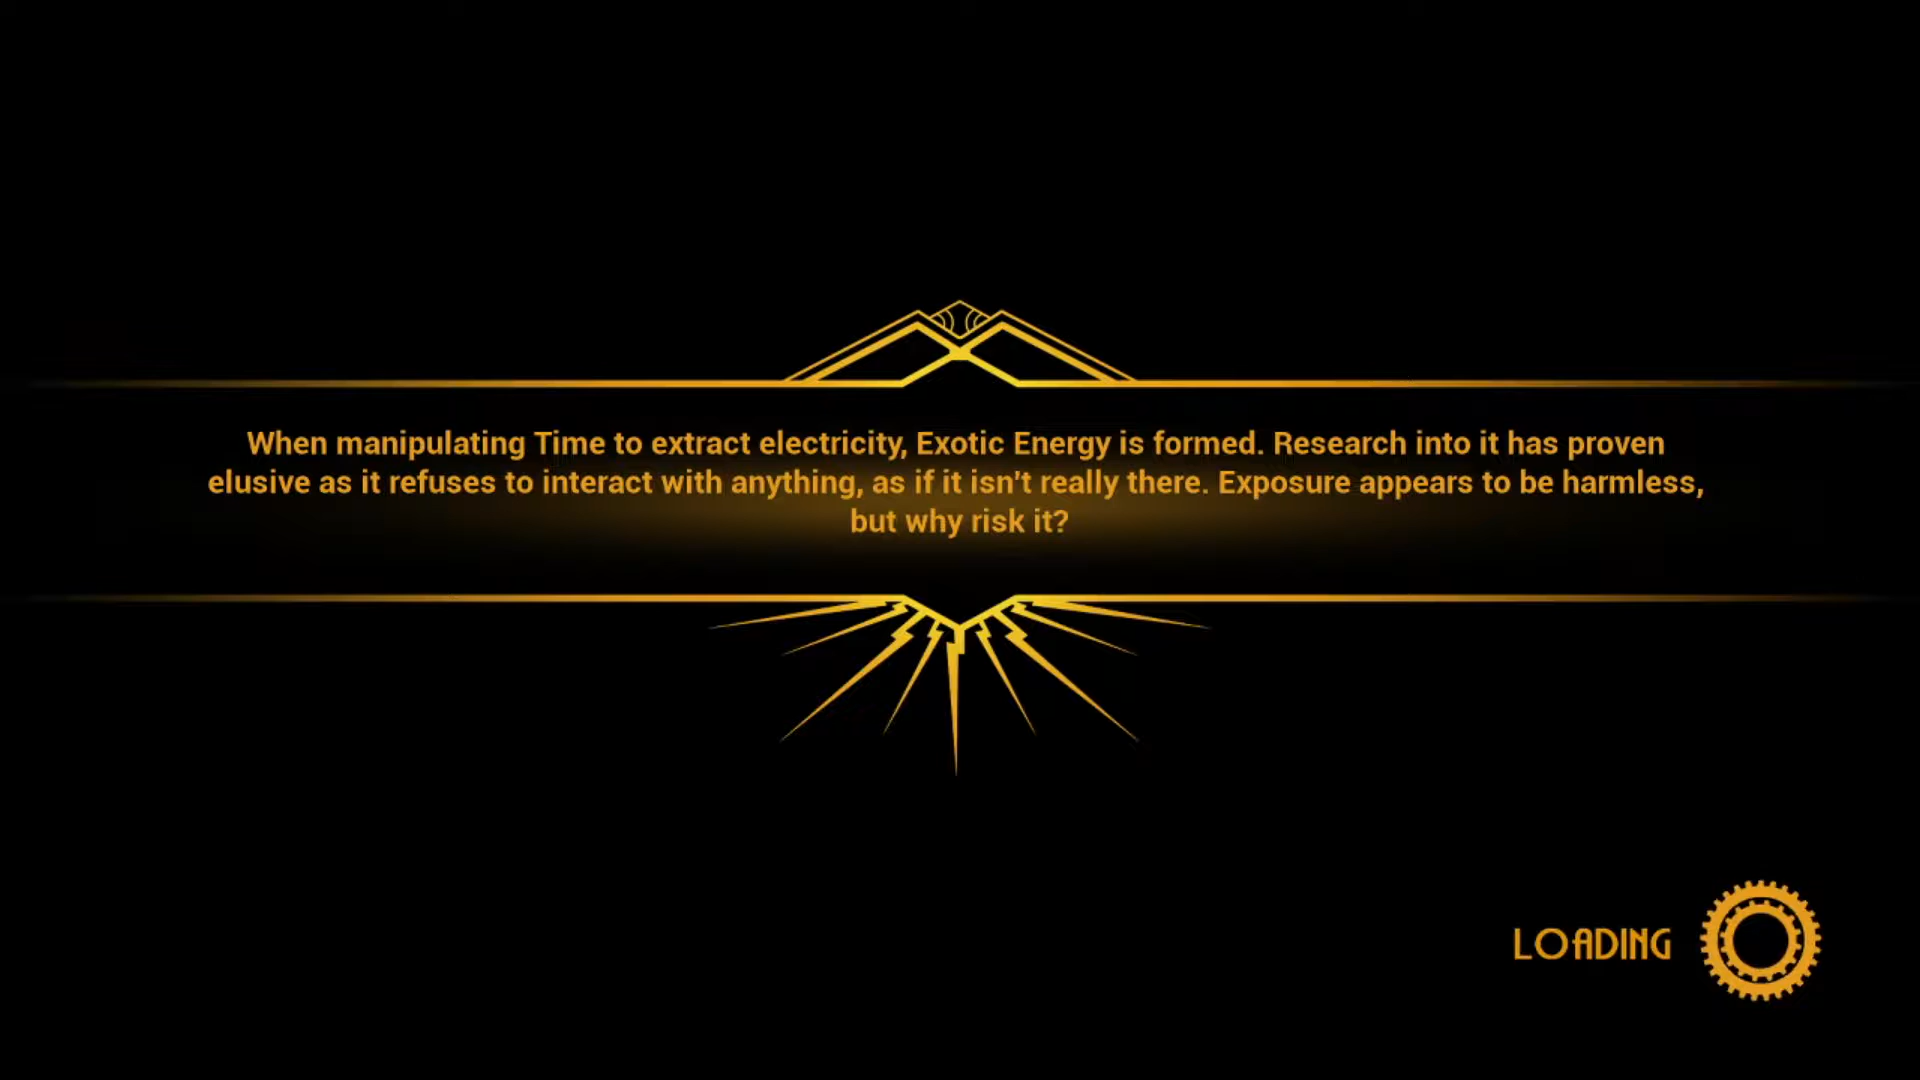 When manipulating Time to extract electricity, Exotic Energy is formed. Research into it has proven
elusive as it refuses to interact with anything, as if it isn't really there. Exposure appears to be harmless,
but why risk it?
LOADING